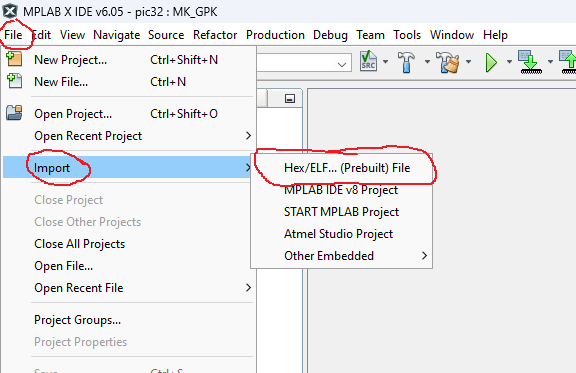 MPLAB X IDE v6.05 - pic32 : MK_GPK
File Edit View Navigate Source Refactor Production Debug Team Tools Window Help
New Project... Ctrl+Shift+N
New File... Ctrl+N
Open Project... Ctrl+Shift+O
Open Recent Project
Import
Close Project
Close Other Projects
Close All Projects
Open File...
Open Recent File
Project Groups...
Project Properties
Save Ctrl+S
SRC
Hex/ELF... (Prebuilt) File
MPLAB IDE v8 Project
START MPLAB Project
Atmel Studio Project
Other Embedded